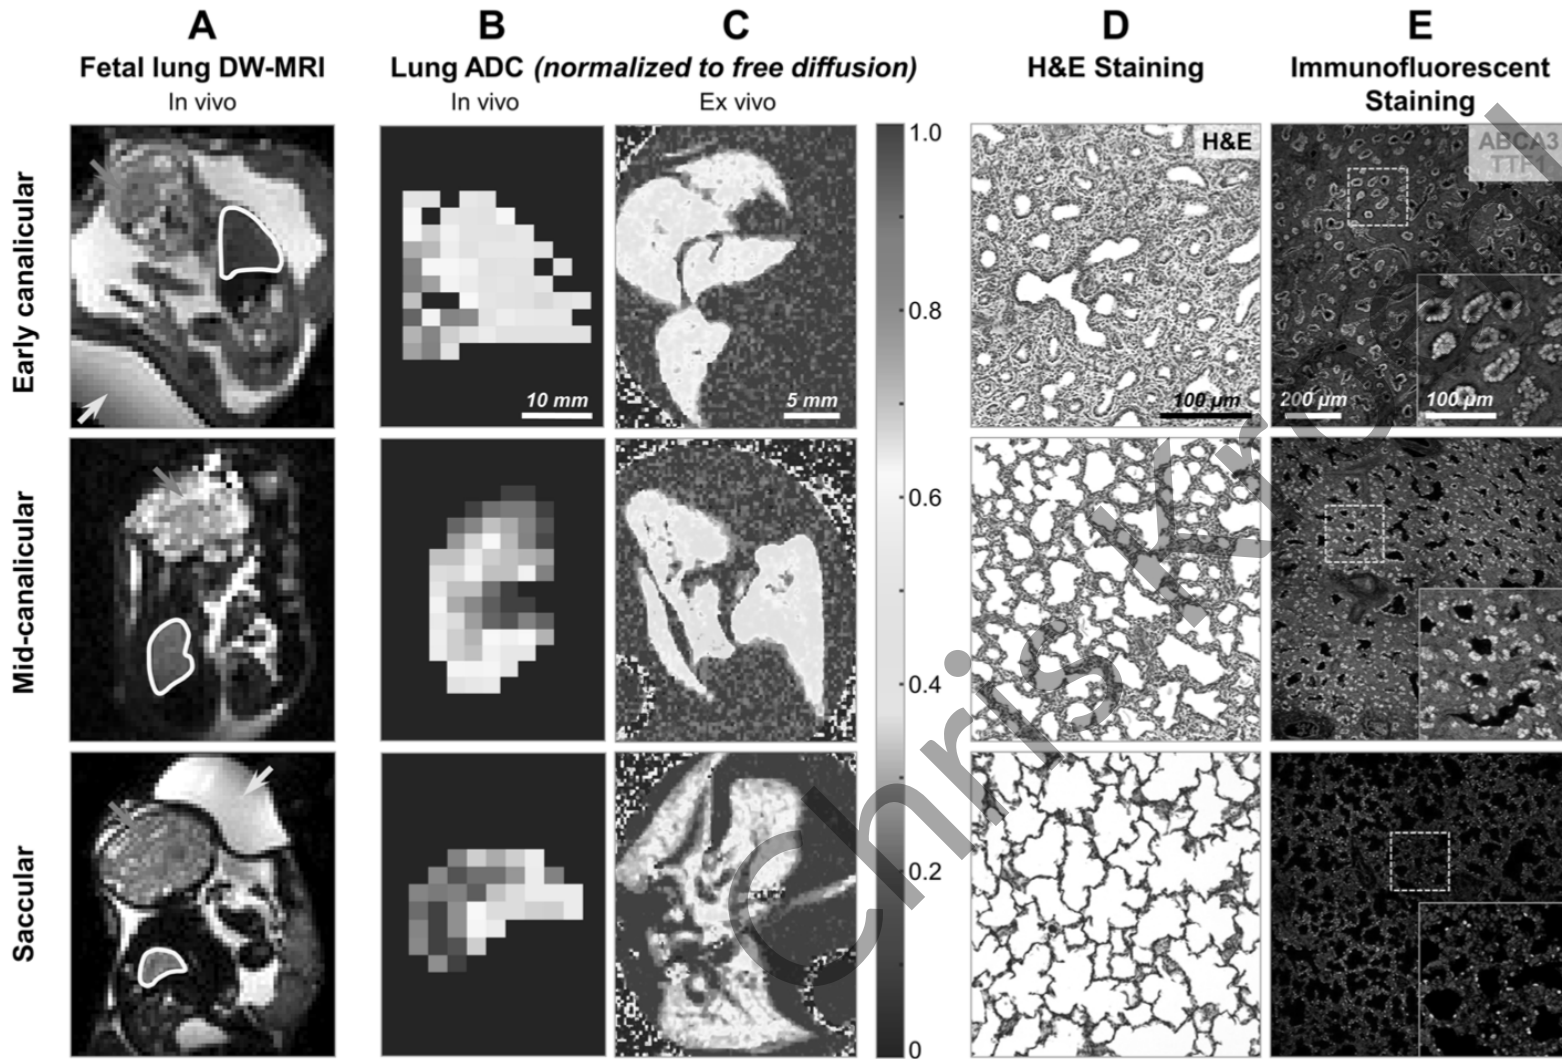 A
B
C
D
E
Fetal lung DW-MRI
In vivo
Lung ADC (normalized to free diffusion)
In vivo
Ex vivo
H&E Staining
Immunofluorescent
Staining
Early canalicular
Mid-canalicular
Saccular
10 mm
5 mm
1.0
0.8
0.6
0.4
0.2
0
H&E
100 µm
ABCA3
TTF1
200 µm
100 µm